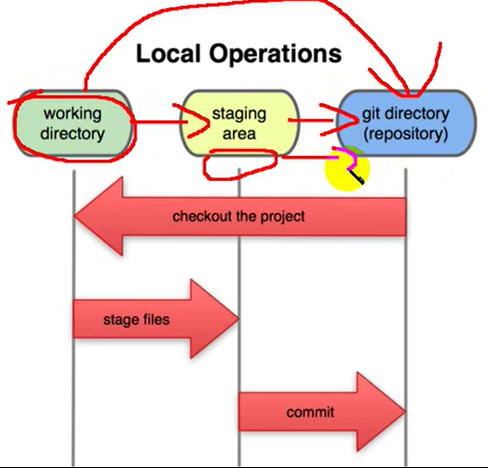 Local Operations
working
directory
staging
area
git directory
(repository)
checkout the project
stage files
commit